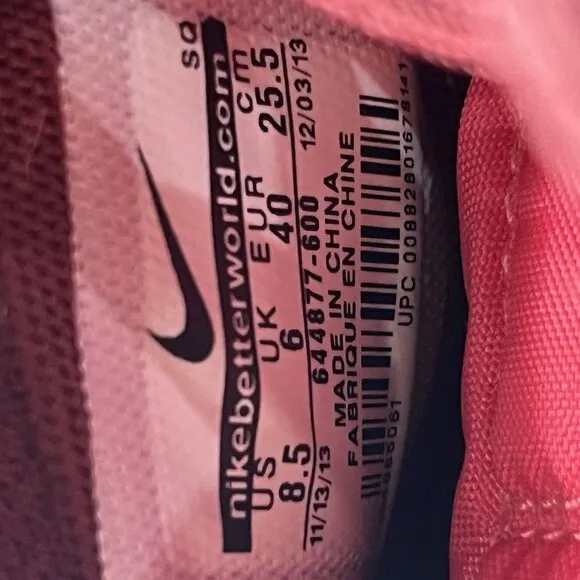 SQ
nikebetterworld.com
US UK EUR cm
8.5 6 40 25.5
11/13/13 644877-600 12/03/13
MADE IN CHINA
FABRIQUE EN CHINE
UPC